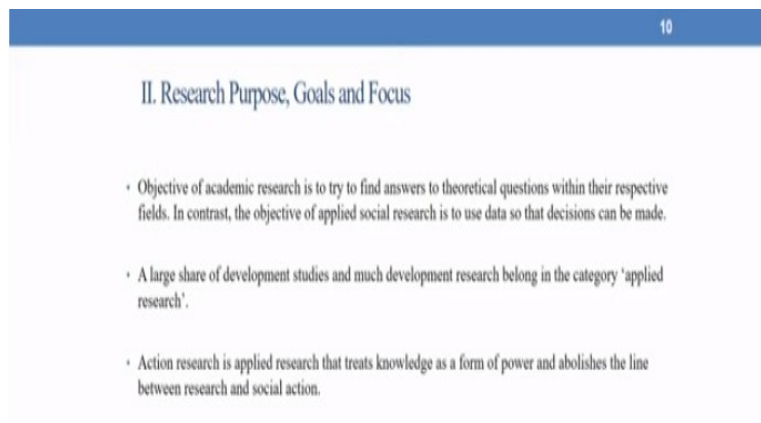 10
II. Research Purpose, Goals and Focus
• Objective of academic research is to try to find answers to theoretical questions within their respective
fields. In contrast, the objective of applied social research is to use data so that decisions can be made.
• A large share of development studies and much development research belong in the category ‘applied
research’.
• Action research is applied research that treats knowledge as a form of power and abolishes the line
between research and social action.